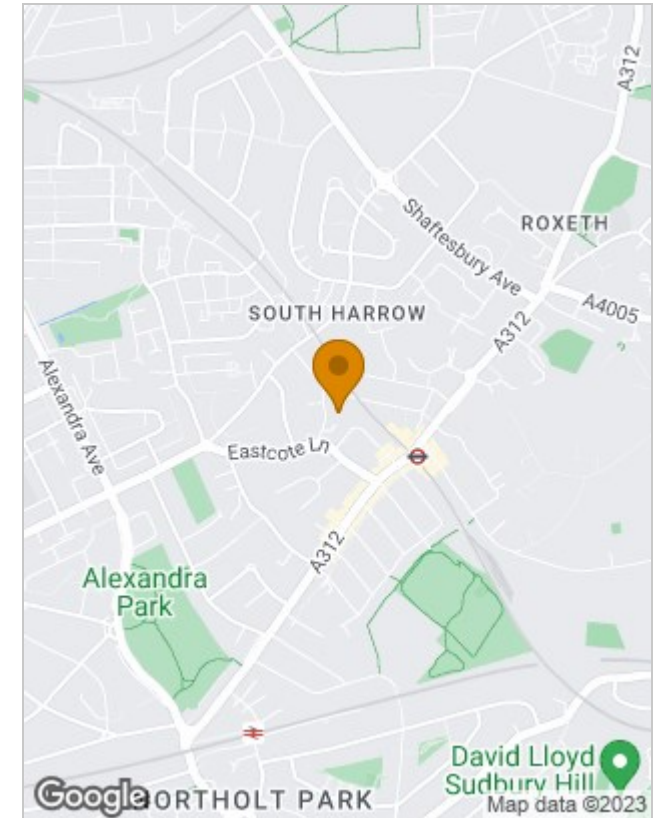 A312
ROXETH
Shaftesbury Ave
A4005
SOUTH HARROW
A312
Alexandra Ave
Eastcote Ln
A312
Alexandra
Park
David Lloyd
Sudbury Hill
Google
NORTHOLT PARK
Map data ©2023